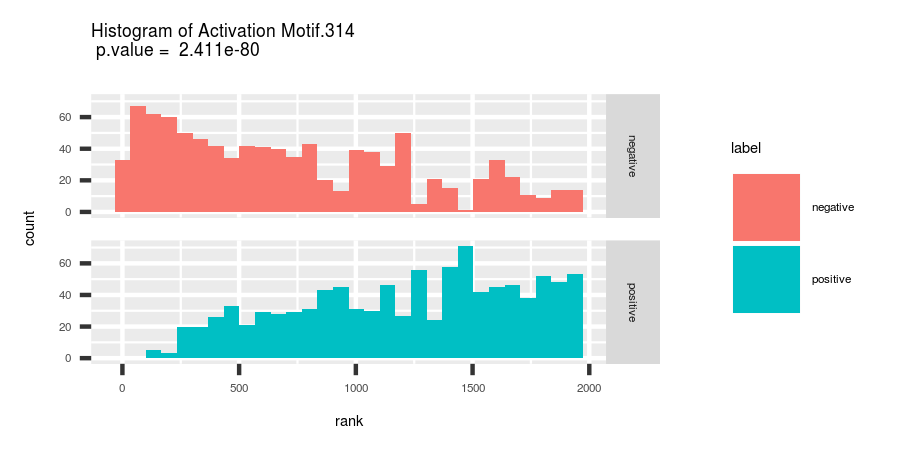 Histogram of Activation Motif.314
p.value = 2.411e-80
count
60
40
20
0
negative
60
40
20
0
positive
0 500 1000 1500 2000
rank
label
negative
positive